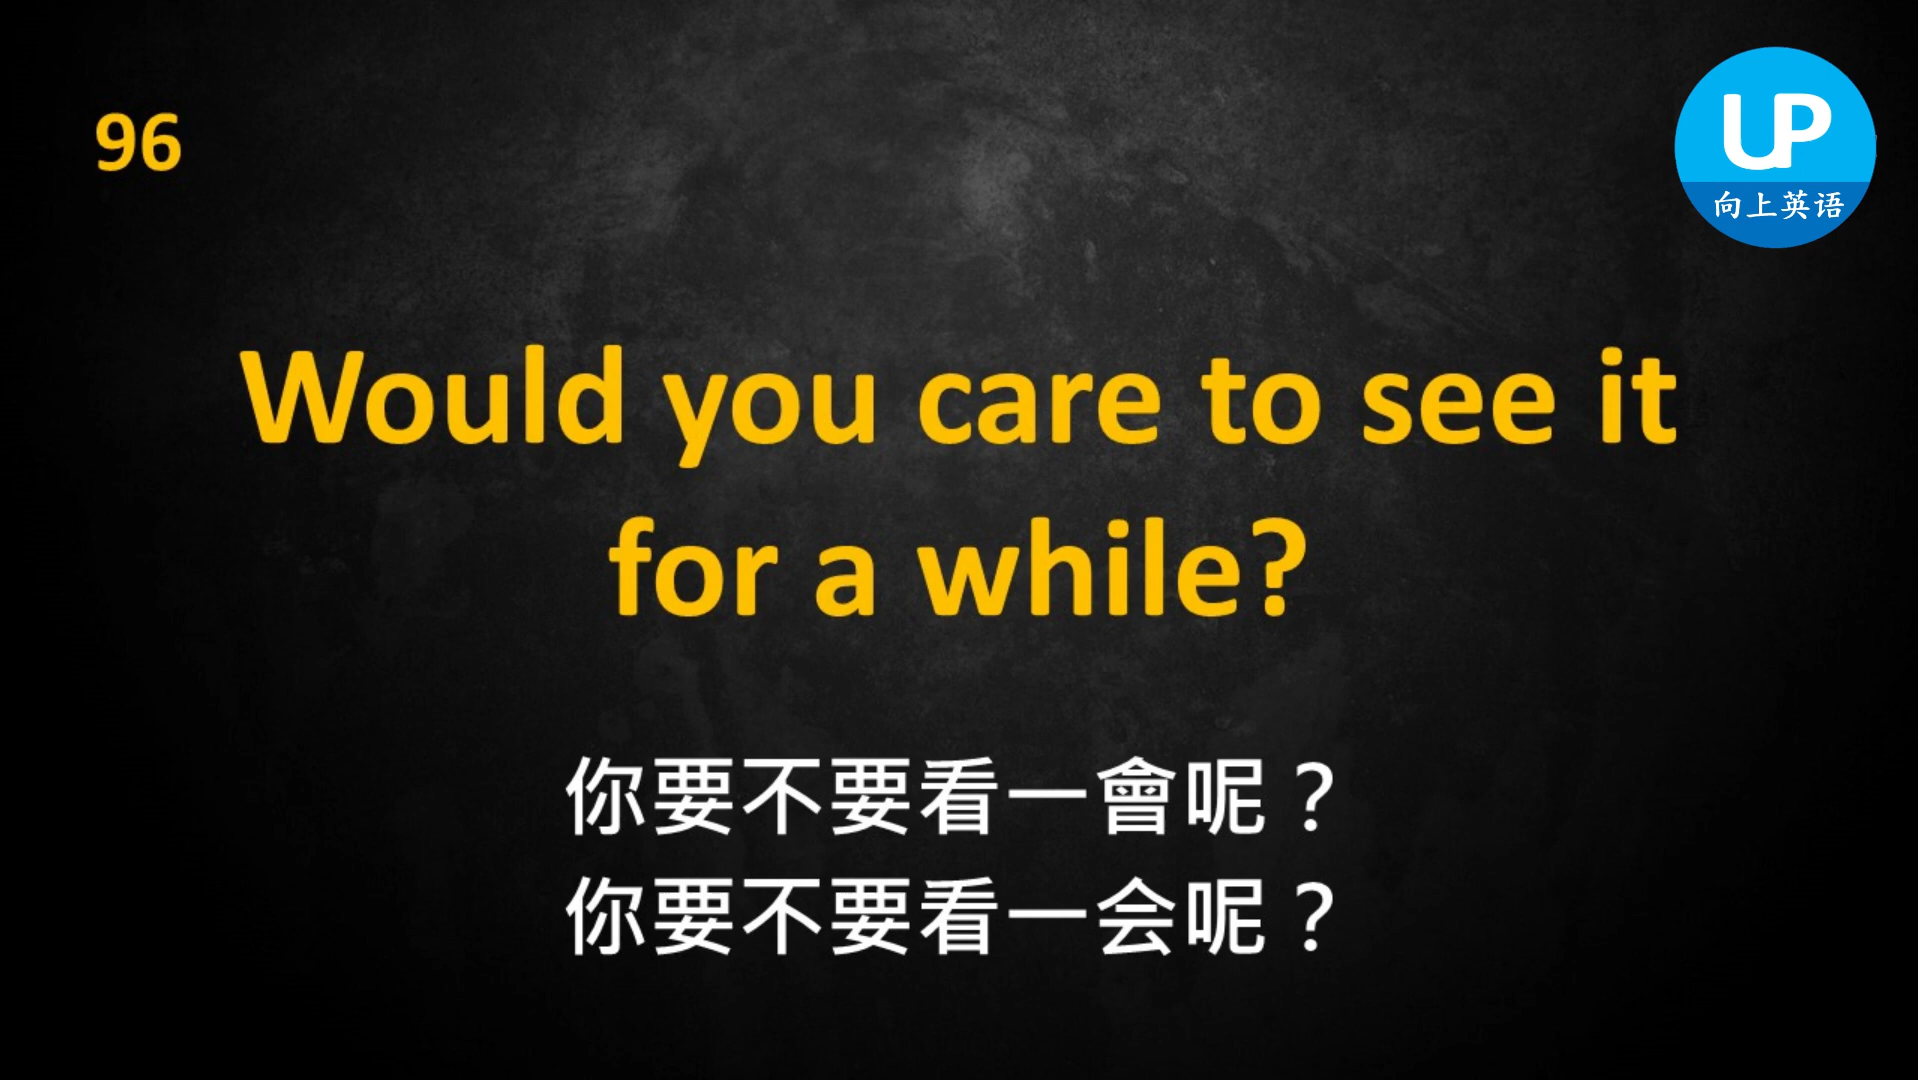 96
UP
向上英语
Would you care to see it
for a while?
你要不要看一會呢？
你要不要看一会呢？